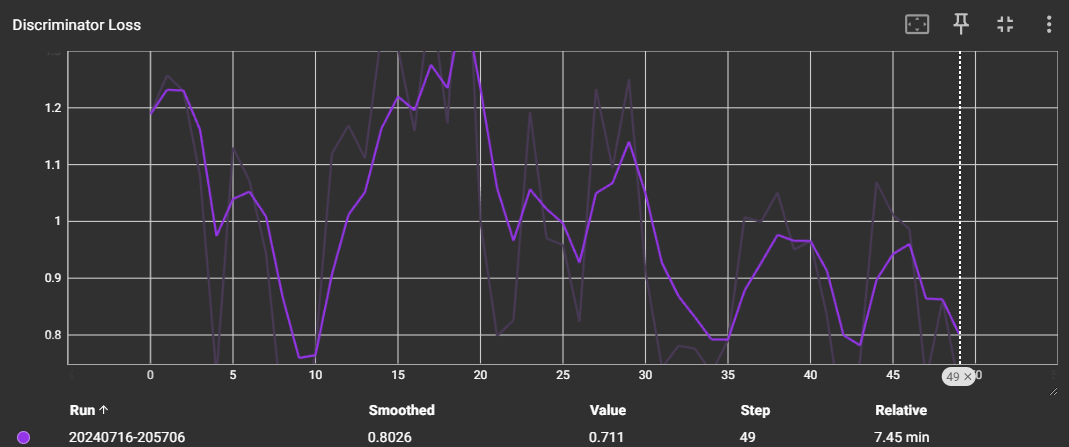 Discriminator Loss
1.2
1.1
1
0.9
0.8
0 5 10 15 20 25 30 35 40 45 49 × 0
Run ↑ Smoothed Value Step Relative
20240716-205706 0.8026 0.711 49 7.45 min